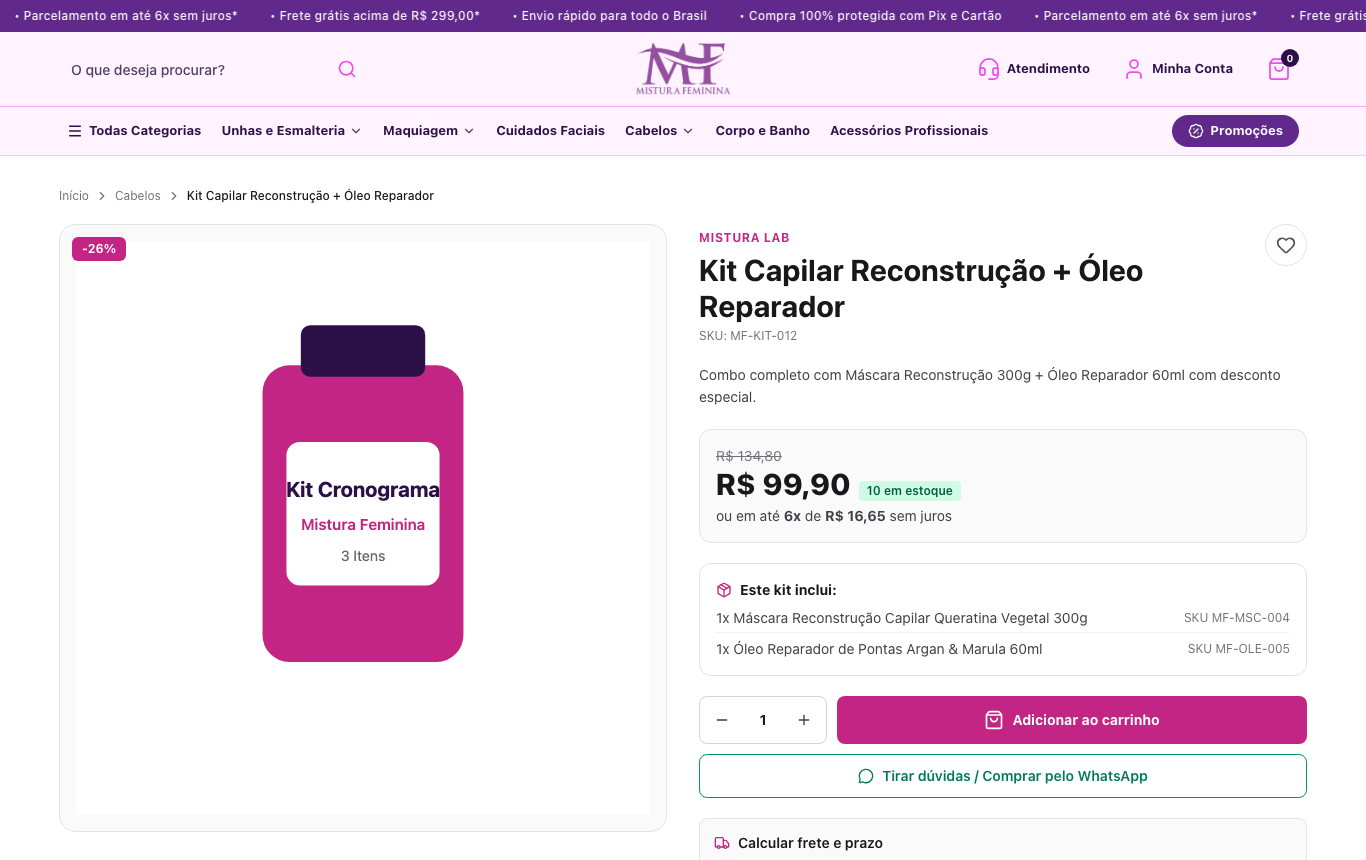 • Parcelamento em até 6x sem juros* • Frete grátis acima de R$ 299,00* • Envio rápido para todo o Brasil • Compra 100% protegida com Pix e Cartão • Parcelamento em até 6x sem juros* • Frete grátis
O que deseja procurar?
MF
MISTURA FEMININA
Atendimento
Minha Conta
0
Todas Categorias
Unhas e Esmalteria
Maquiagem
Cuidados Faciais
Cabelos
Corpo e Banho
Acessórios Profissionais
Promoções
Início > Cabelos > Kit Capilar Reconstrução + Óleo Reparador
-26%
Kit Cronograma
Mistura Feminina
3 Itens
MISTURA LAB
Kit Capilar Reconstrução + Óleo
Reparador
SKU: MF-KIT-012
Combo completo com Máscara Reconstrução 300g + Óleo Reparador 60ml com desconto
especial.
R$ 134,80
R$ 99,90 10 em estoque
ou em até 6x de R$ 16,65 sem juros
Este kit inclui:
1x Máscara Reconstrução Capilar Queratina Vegetal 300g SKU MF-MSC-004
1x Óleo Reparador de Pontas Argan & Marula 60ml SKU MF-OLE-005
1
Adicionar ao carrinho
Tirar dúvidas / Comprar pelo WhatsApp
Calcular frete e prazo